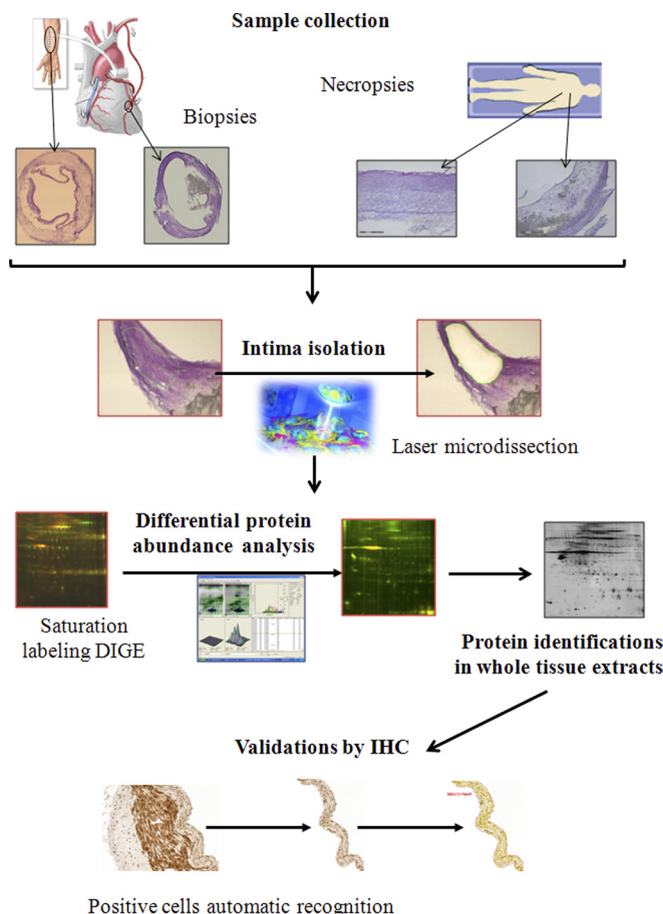 Sample collection
Necropsies
Biopsies
Intima isolation
Laser microdissection
Differential protein
abundance analysis
Saturation
labeling DIGE
Protein identifications
in whole tissue extracts
Validations by IHC
Positive cells automatic recognition